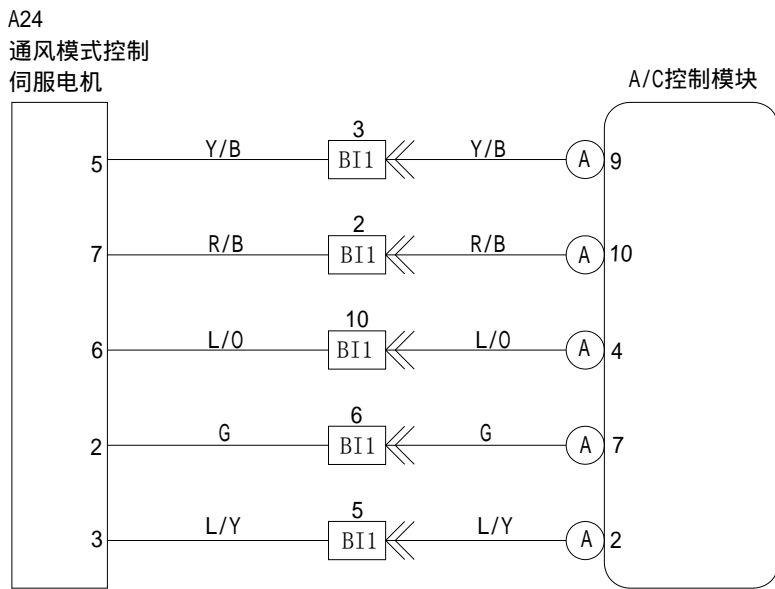 A24
通风模式控制
伺服电机
A/C控制模块
3
5 Y/B BI1 Y/B A 9
2
7 R/B BI1 R/B A 10
10
6 L/O BI1 L/O A 4
6
2 G BI1 G A 7
5
3 L/Y BI1 L/Y A 2